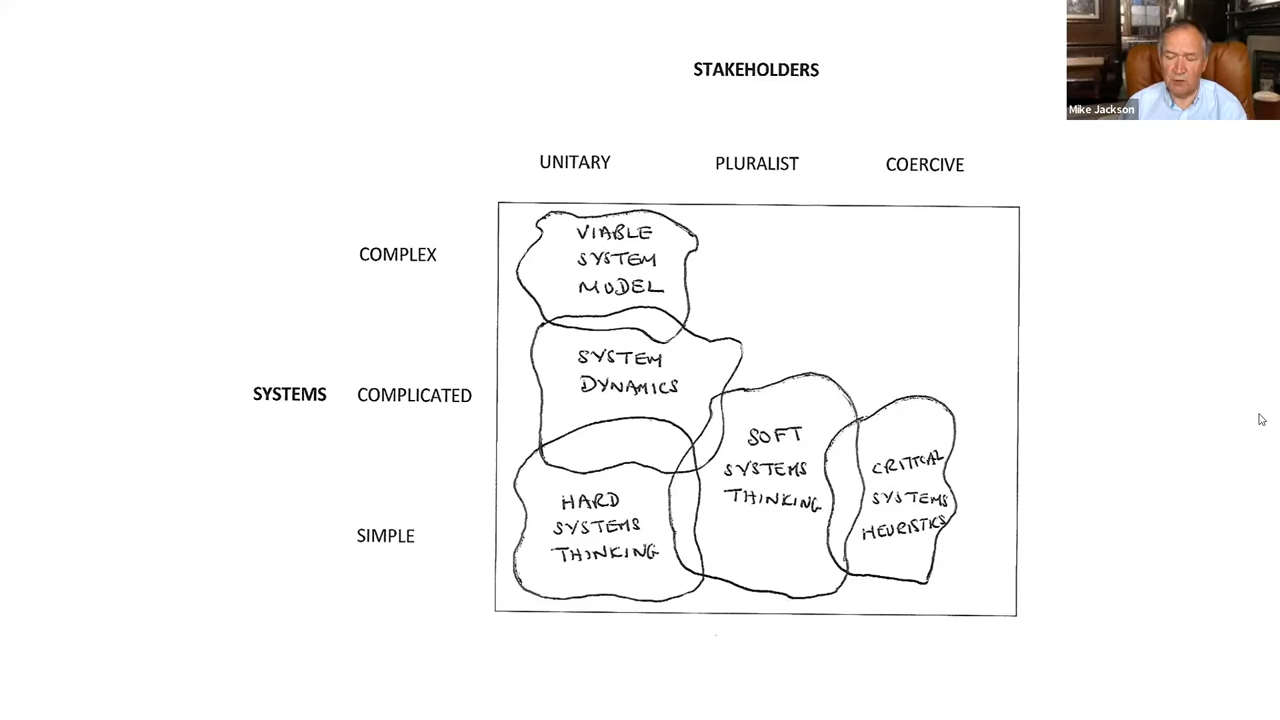 STAKEHOLDERS
Mike Jackson
UNITARY PLURALIST COERCIVE
COMPLEX
VIABLE
SYSTEM
MODEL
SYSTEM
DYNAMICS
SYSTEMS COMPLICATED
SOFT
SYSTEMS
THINKING
CRITICAL
SYSTEMS
HEURISTICS
SIMPLE
HARD
SYSTEMS
THINKING